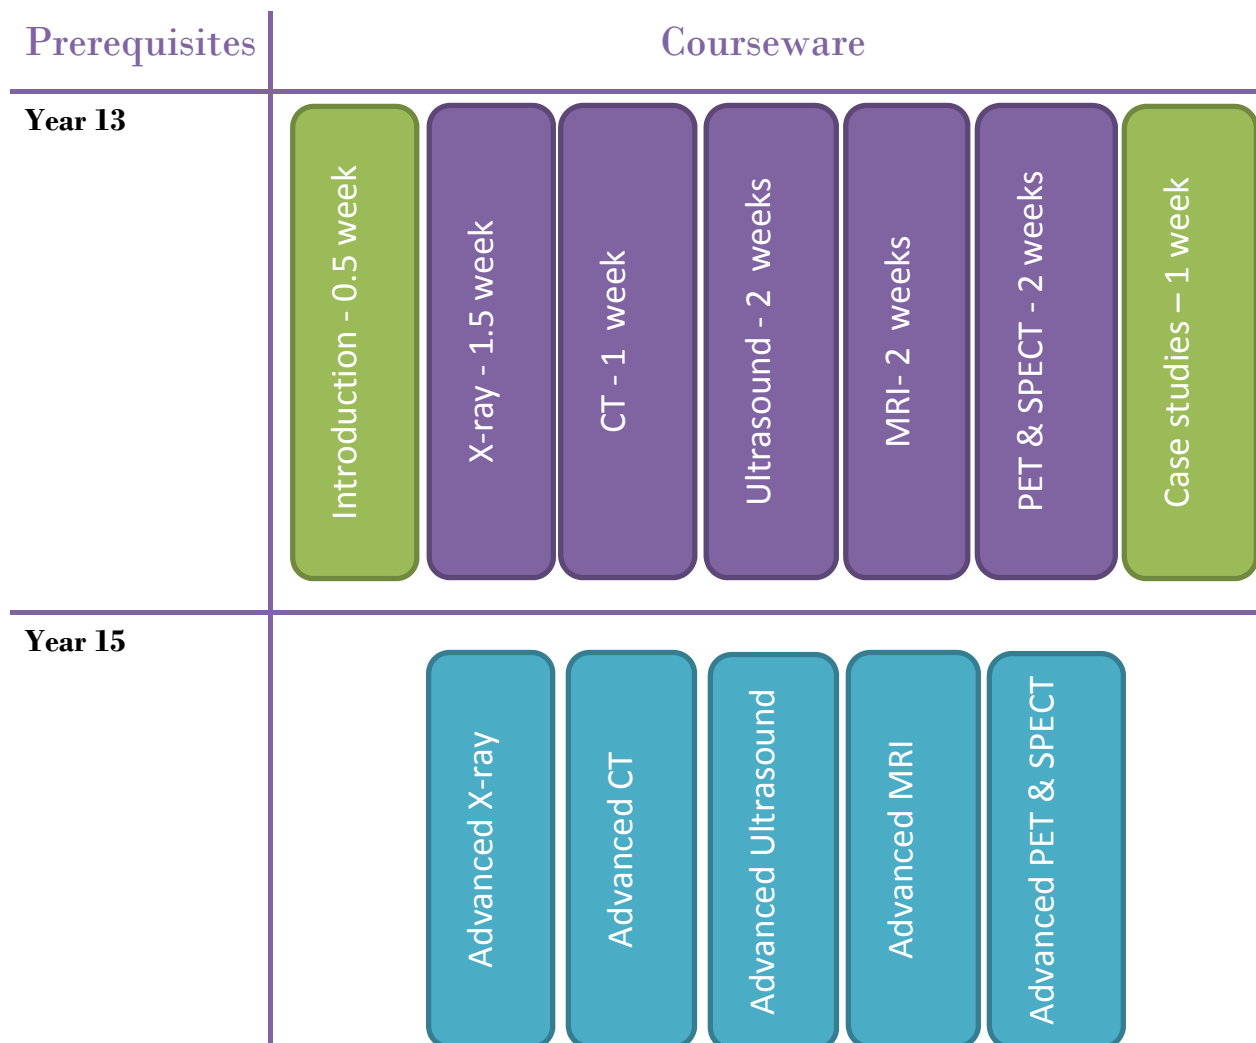 Prerequisites
Courseware
Year 13
Introduction - 0.5 week
X-ray - 1.5 week
CT - 1  week
Ultrasound - 2  weeks
MRI- 2  weeks
PET & SPECT - 2 weeks
Case studies – 1 week
Year 15
Advanced X-ray
Advanced CT
Advanced Ultrasound
Advanced MRI
Advanced PET & SPECT